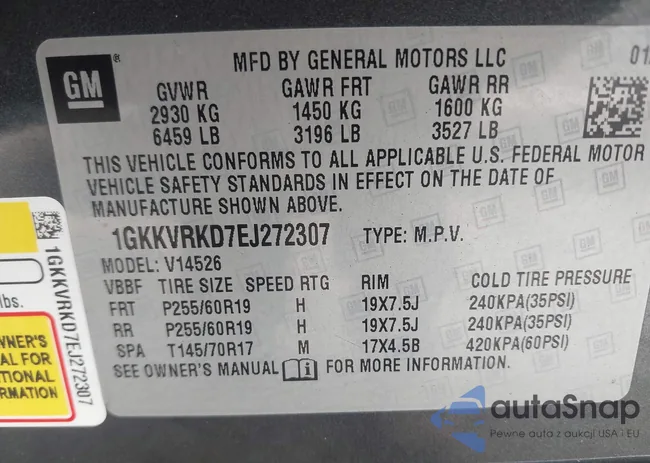 GM
MFD BY GENERAL MOTORS LLC
GVWR GAWR FRT GAWR RR
2930 KG 1450 KG 1600 KG
6459 LB 3196 LB 3527 LB
THIS VEHICLE CONFORMS TO ALL APPLICABLE U.S. FEDERAL MOTOR
VEHICLE SAFETY STANDARDS IN EFFECT ON THE DATE OF
MANUFACTURE SHOWN ABOVE.
1GKKVRKD7EJ272307 TYPE: M.P.V.
MODEL: V14526
VBBF TIRE SIZE SPEED RTG RIM COLD TIRE PRESSURE
FRT P255/60R19 H 19X7.5J 240KPA(35PSI)
RR P255/60R19 H 19X7.5J 240KPA(35PSI)
SPA T145/70R17 M 17X4.5B 420KPA(60PSI)
SEE OWNER'S MANUAL FOR MORE INFORMATION.
1GKKVRKD7EJ272307
lbs.
WNER'S
AL FOR
TIONAL
RMATION
autaSnap
Pewne auta z aukcji USA i EU